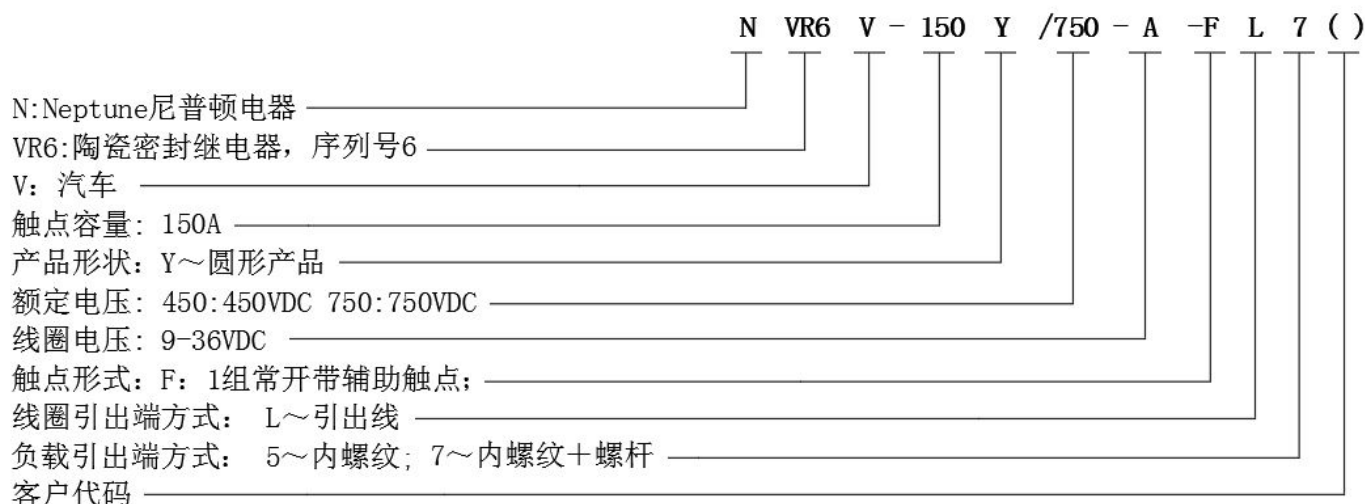 N VR6 V - 150 Y /750 - A -F L 7 ( )
N:Neptune尼普顿电器
VR6:陶瓷密封继电器，序列号6
V：汽车
触点容量: 150A
产品形状：Y～圆形产品
额定电压: 450:450VDC 750:750VDC
线圈电压: 9-36VDC
触点形式：F：1组常开带辅助触点;
线圈引出端方式： L～引出线
负载引出端方式： 5～内螺纹; 7～内螺纹＋螺杆
客户代码